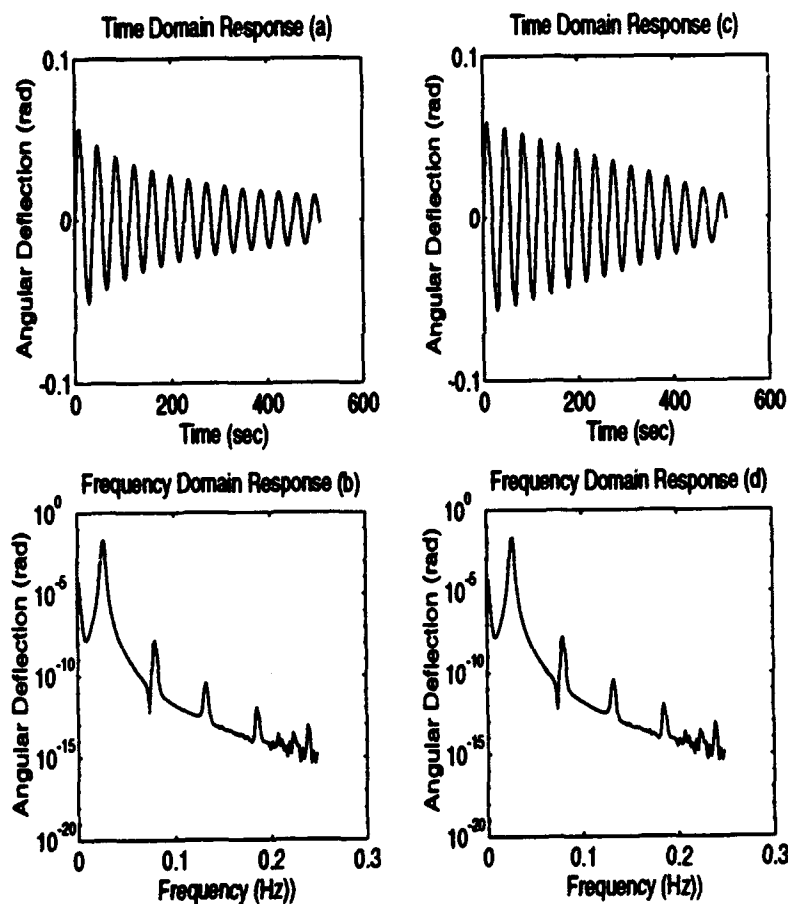 Time Domain Response (a)
Angular Deflection (rad)
0.1
0
-0.1
0
200
400
600
Time (sec)
Time Domain Response (c)
Angular Deflection (rad)
0.1
0
-0.1
0
200
400
600
Time (sec)
Frequency Domain Response (b)
Angular Deflection (rad)
10^0
10^-5
10^-10
10^-15
10^-20
0
0.1
0.2
0.3
Frequency (Hz))
Frequency Domain Response (d)
Angular Deflection (rad)
10^0
10^-5
10^-10
10^-15
10^-20
0
0.1
0.2
0.3
Frequency (Hz))